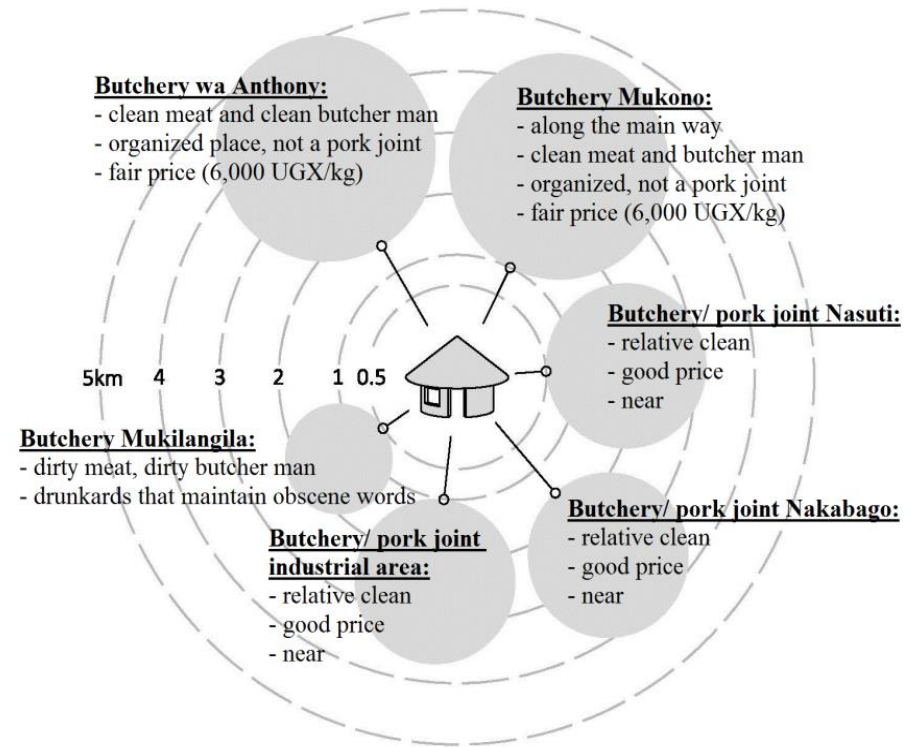 Butchery wa Anthony:
- clean meat and clean butcher man
- organized place, not a pork joint
- fair price (6,000 UGX/kg)
Butchery Mukono:
- along the main way
- clean meat and butcher man
- organized, not a pork joint
- fair price (6,000 UGX/kg)
Butchery/ pork joint Nasuti:
- relative clean
- good price
- near
5km 4 3 2 1 0.5
Butchery Mukilangila:
- dirty meat, dirty butcher man
- drunkards that maintain obscene words
Butchery/ pork joint Nakabago:
- relative clean
- good price
- near
Butchery/ pork joint
industrial area:
- relative clean
- good price
- near